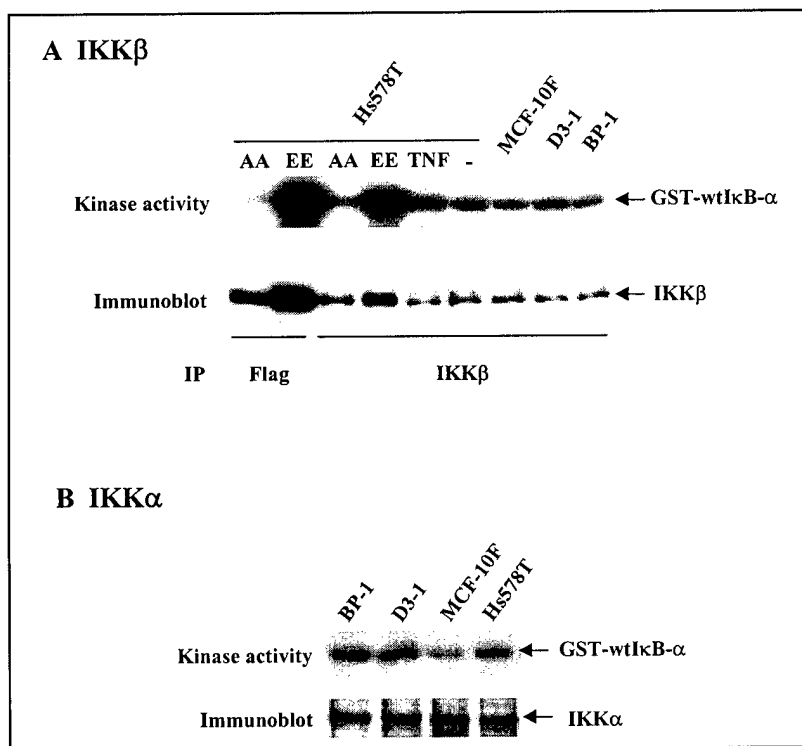 A IKKβ
Hs578T
MCF-10F
D3-1
BP-1
AA EE AA EE TNF -
Kinase activity
GST-wtIκB-α
Immunoblot
IKKβ
IP Flag IKKβ
B IKKα
BP-1
D3-1
MCF-10F
Hs578T
Kinase activity
GST-wtIκB-α
Immunoblot
IKKα